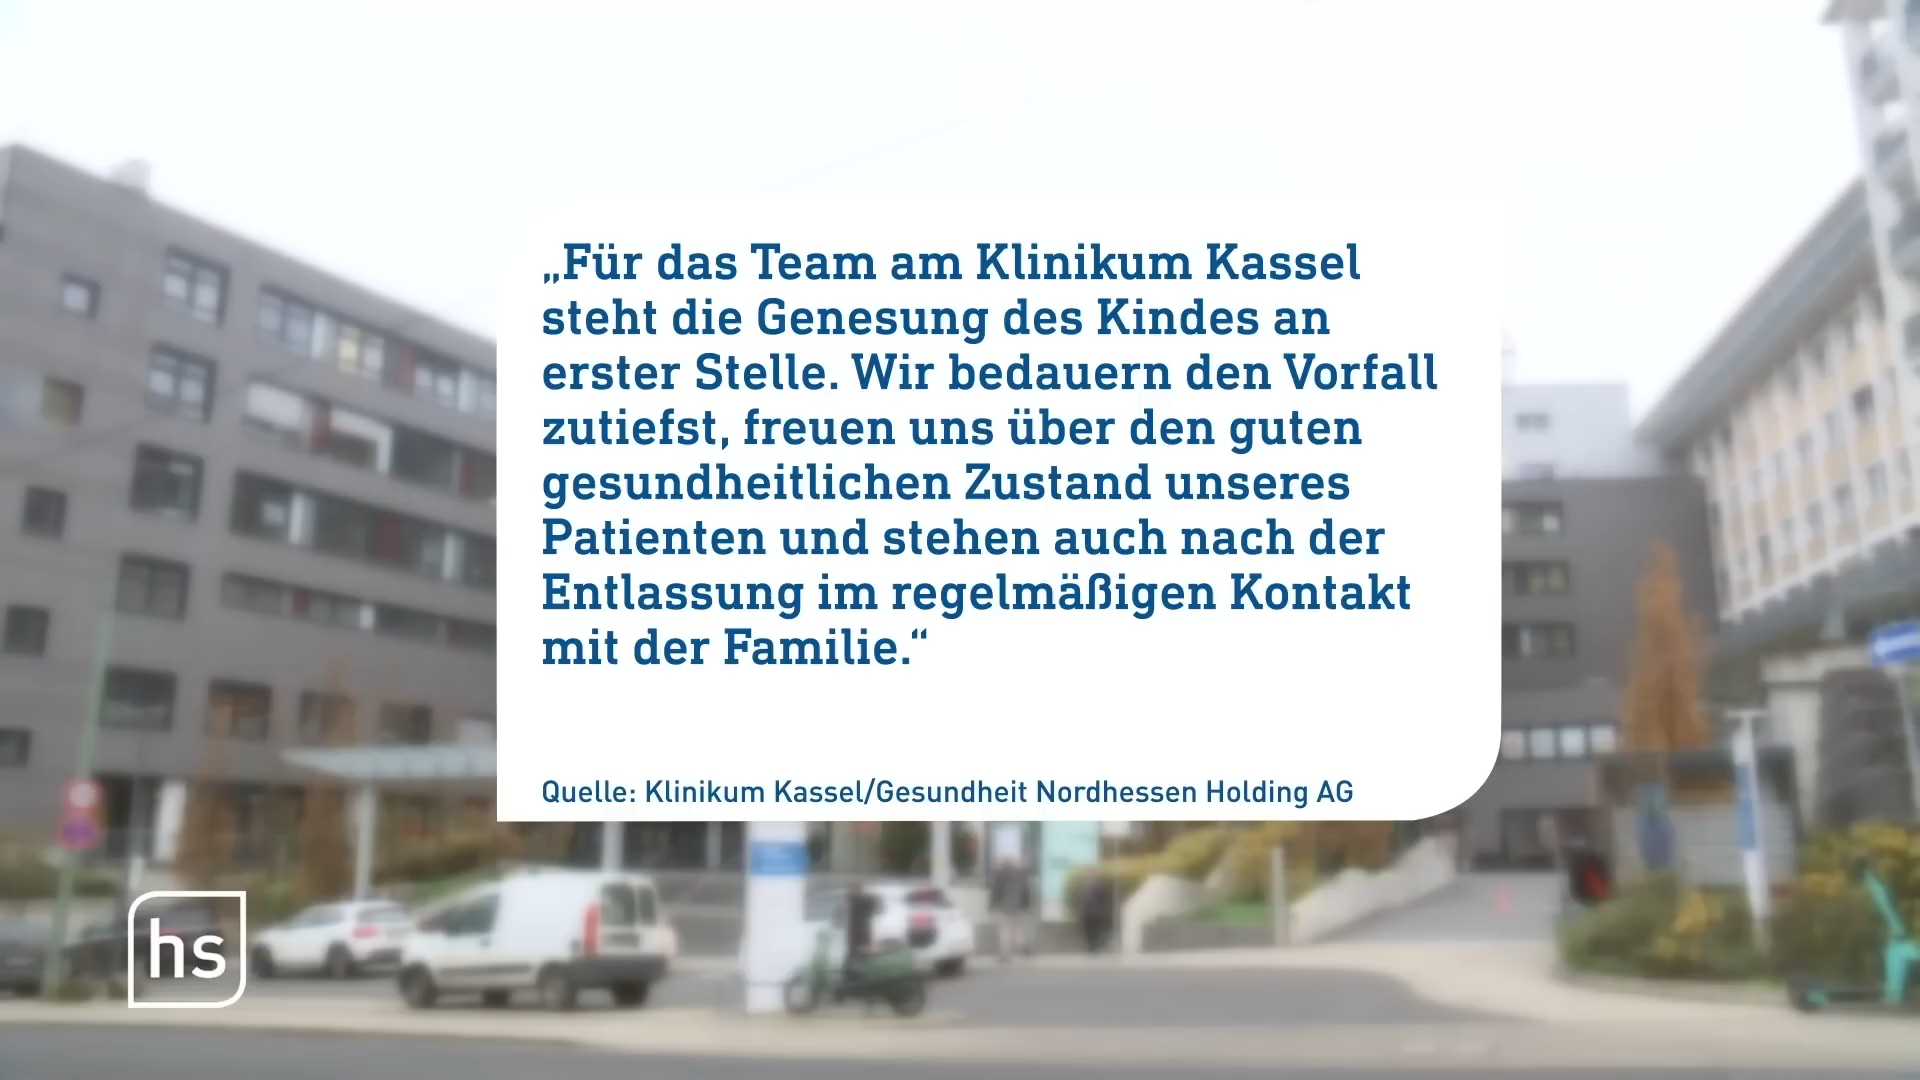 „Für das Team am Klinikum Kassel
steht die Genesung des Kindes an
erster Stelle. Wir bedauern den Vorfall
zutiefst, freuen uns über den guten
gesundheitlichen Zustand unseres
Patienten und stehen auch nach der
Entlassung im regelmäßigen Kontakt
mit der Familie.“
Quelle: Klinikum Kassel/Gesundheit Nordhessen Holding AG
hs